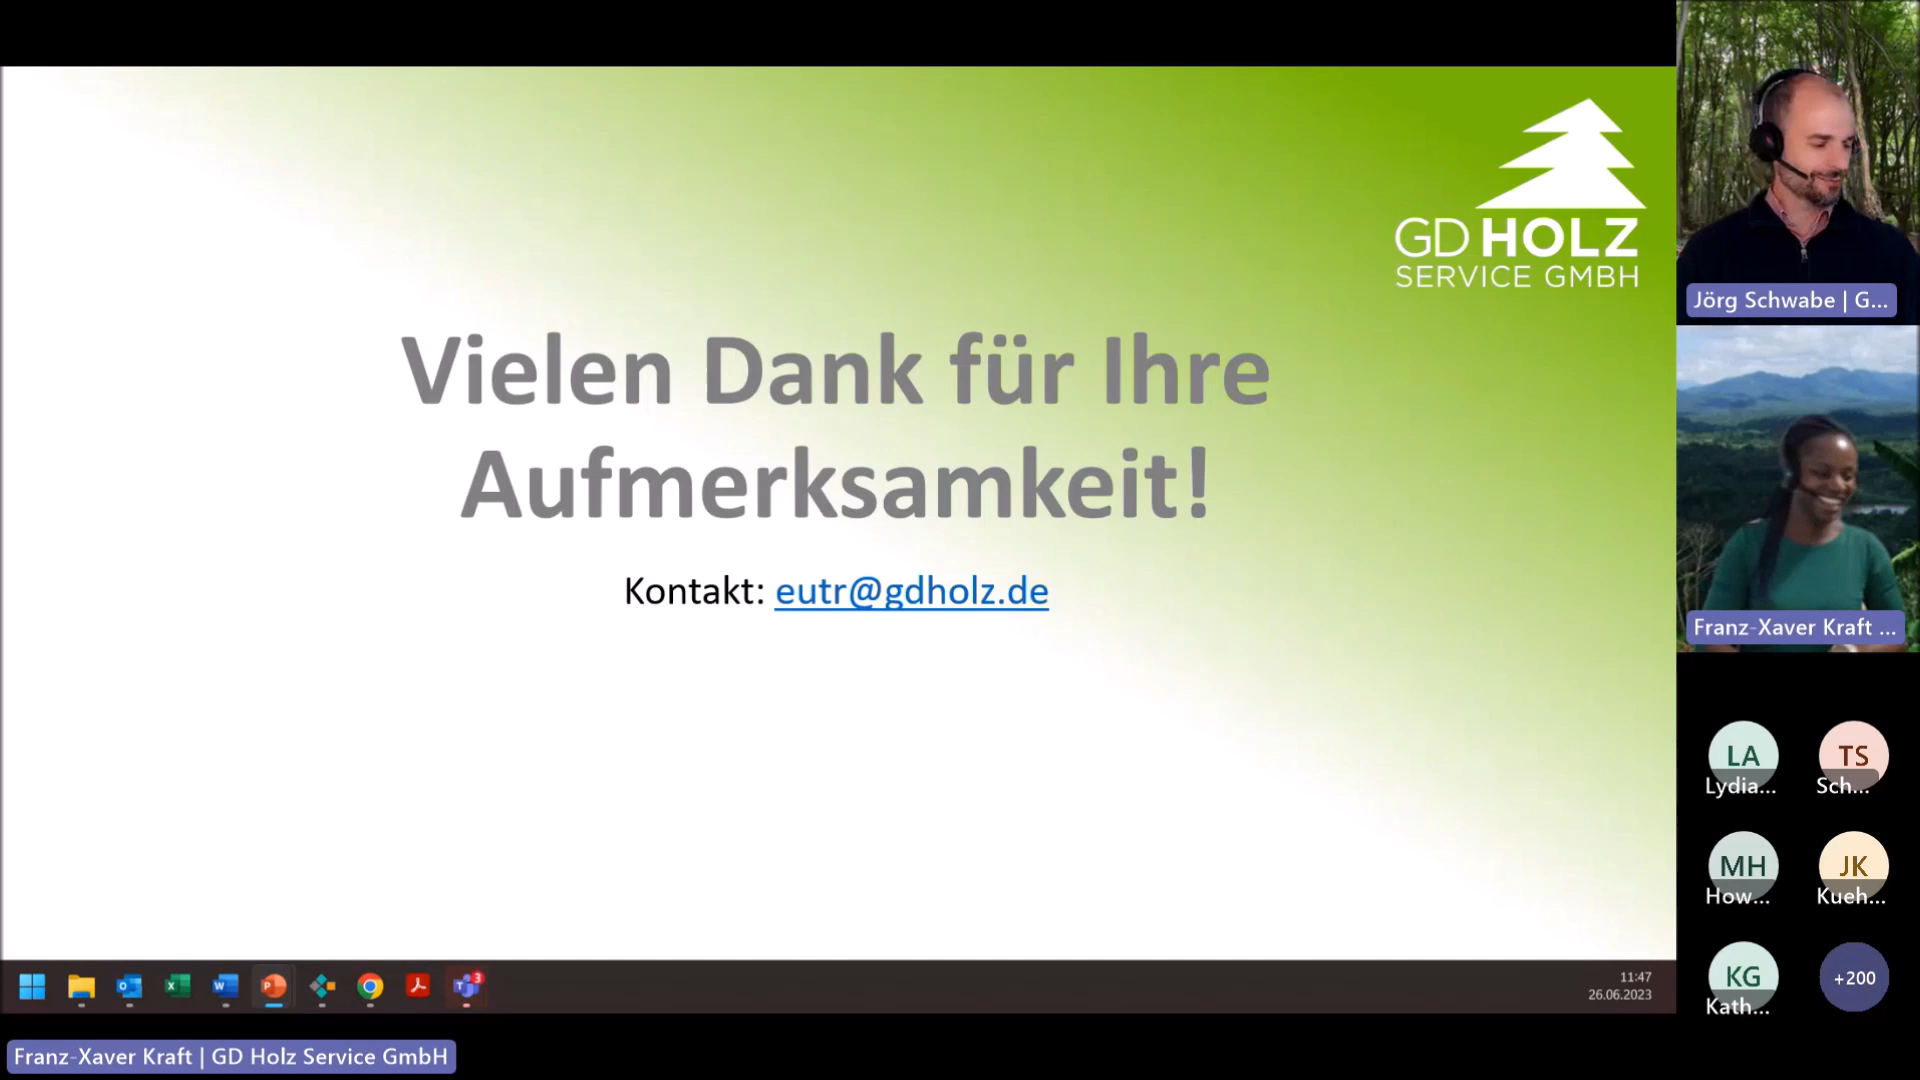 GD HOLZ
SERVICE GMBH
Vielen Dank für Ihre
Aufmerksamkeit!
Kontakt: eutr@gdholz.de
Jörg Schwabe | G...
Franz-Xaver Kraft ...
LA
Lydia...
TS
Sch...
MH
How...
JK
Kueh...
KG
Kath...
+200
3
11:47
26.06.2023
Franz-Xaver Kraft | GD Holz Service GmbH